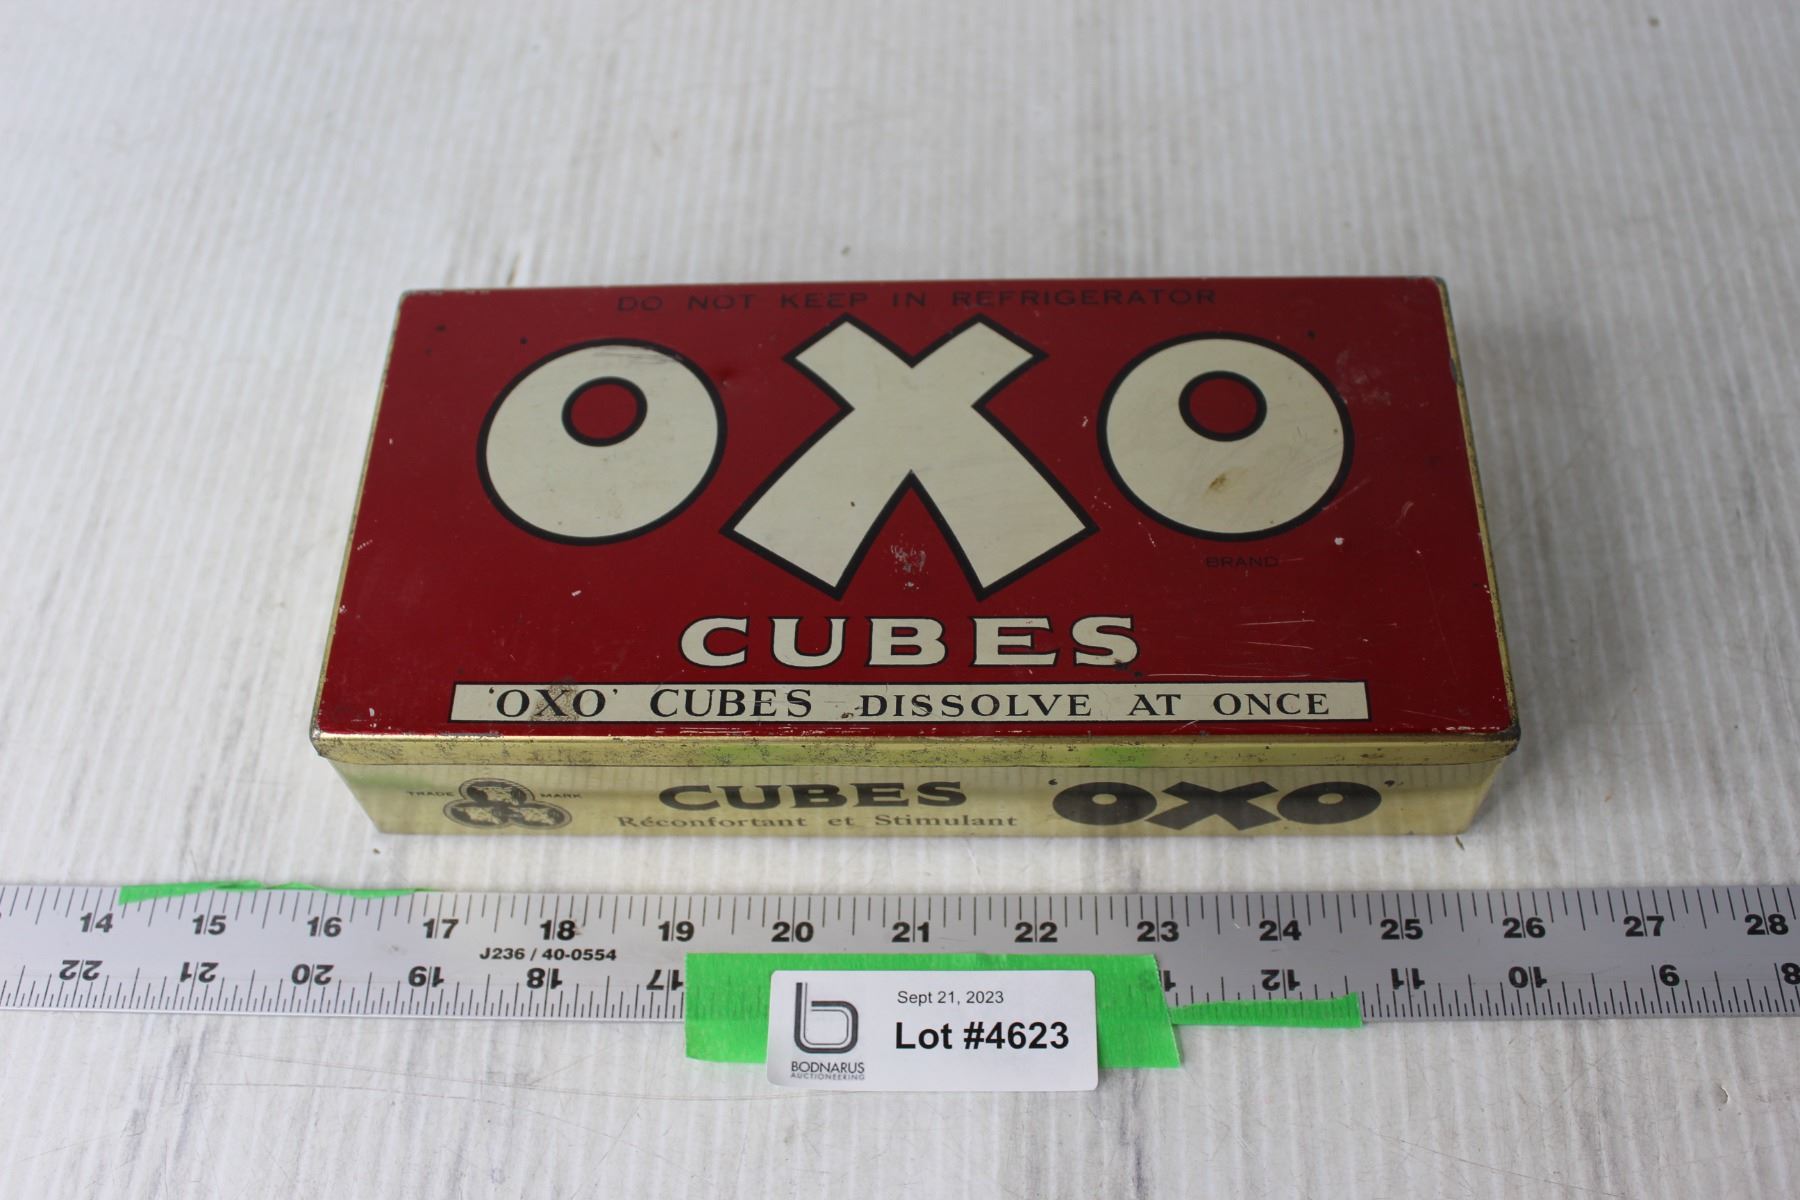 DO NOT KEEP IN REFRIGERATOR
OXO
BRAND
CUBES
'OXO' CUBES DISSOLVE AT ONCE
TRADE MARK
CUBES 'OXO'
Réconfortant et Stimulant
14 15 16 17 18 19 20 21 22 23 24 25 26 27 28
J236 / 40-0554
22 21 20 19 18 17 13 12 11 10 9 8
Sept 21, 2023
Lot #4623
BODNARUS
AUCTIONEERING